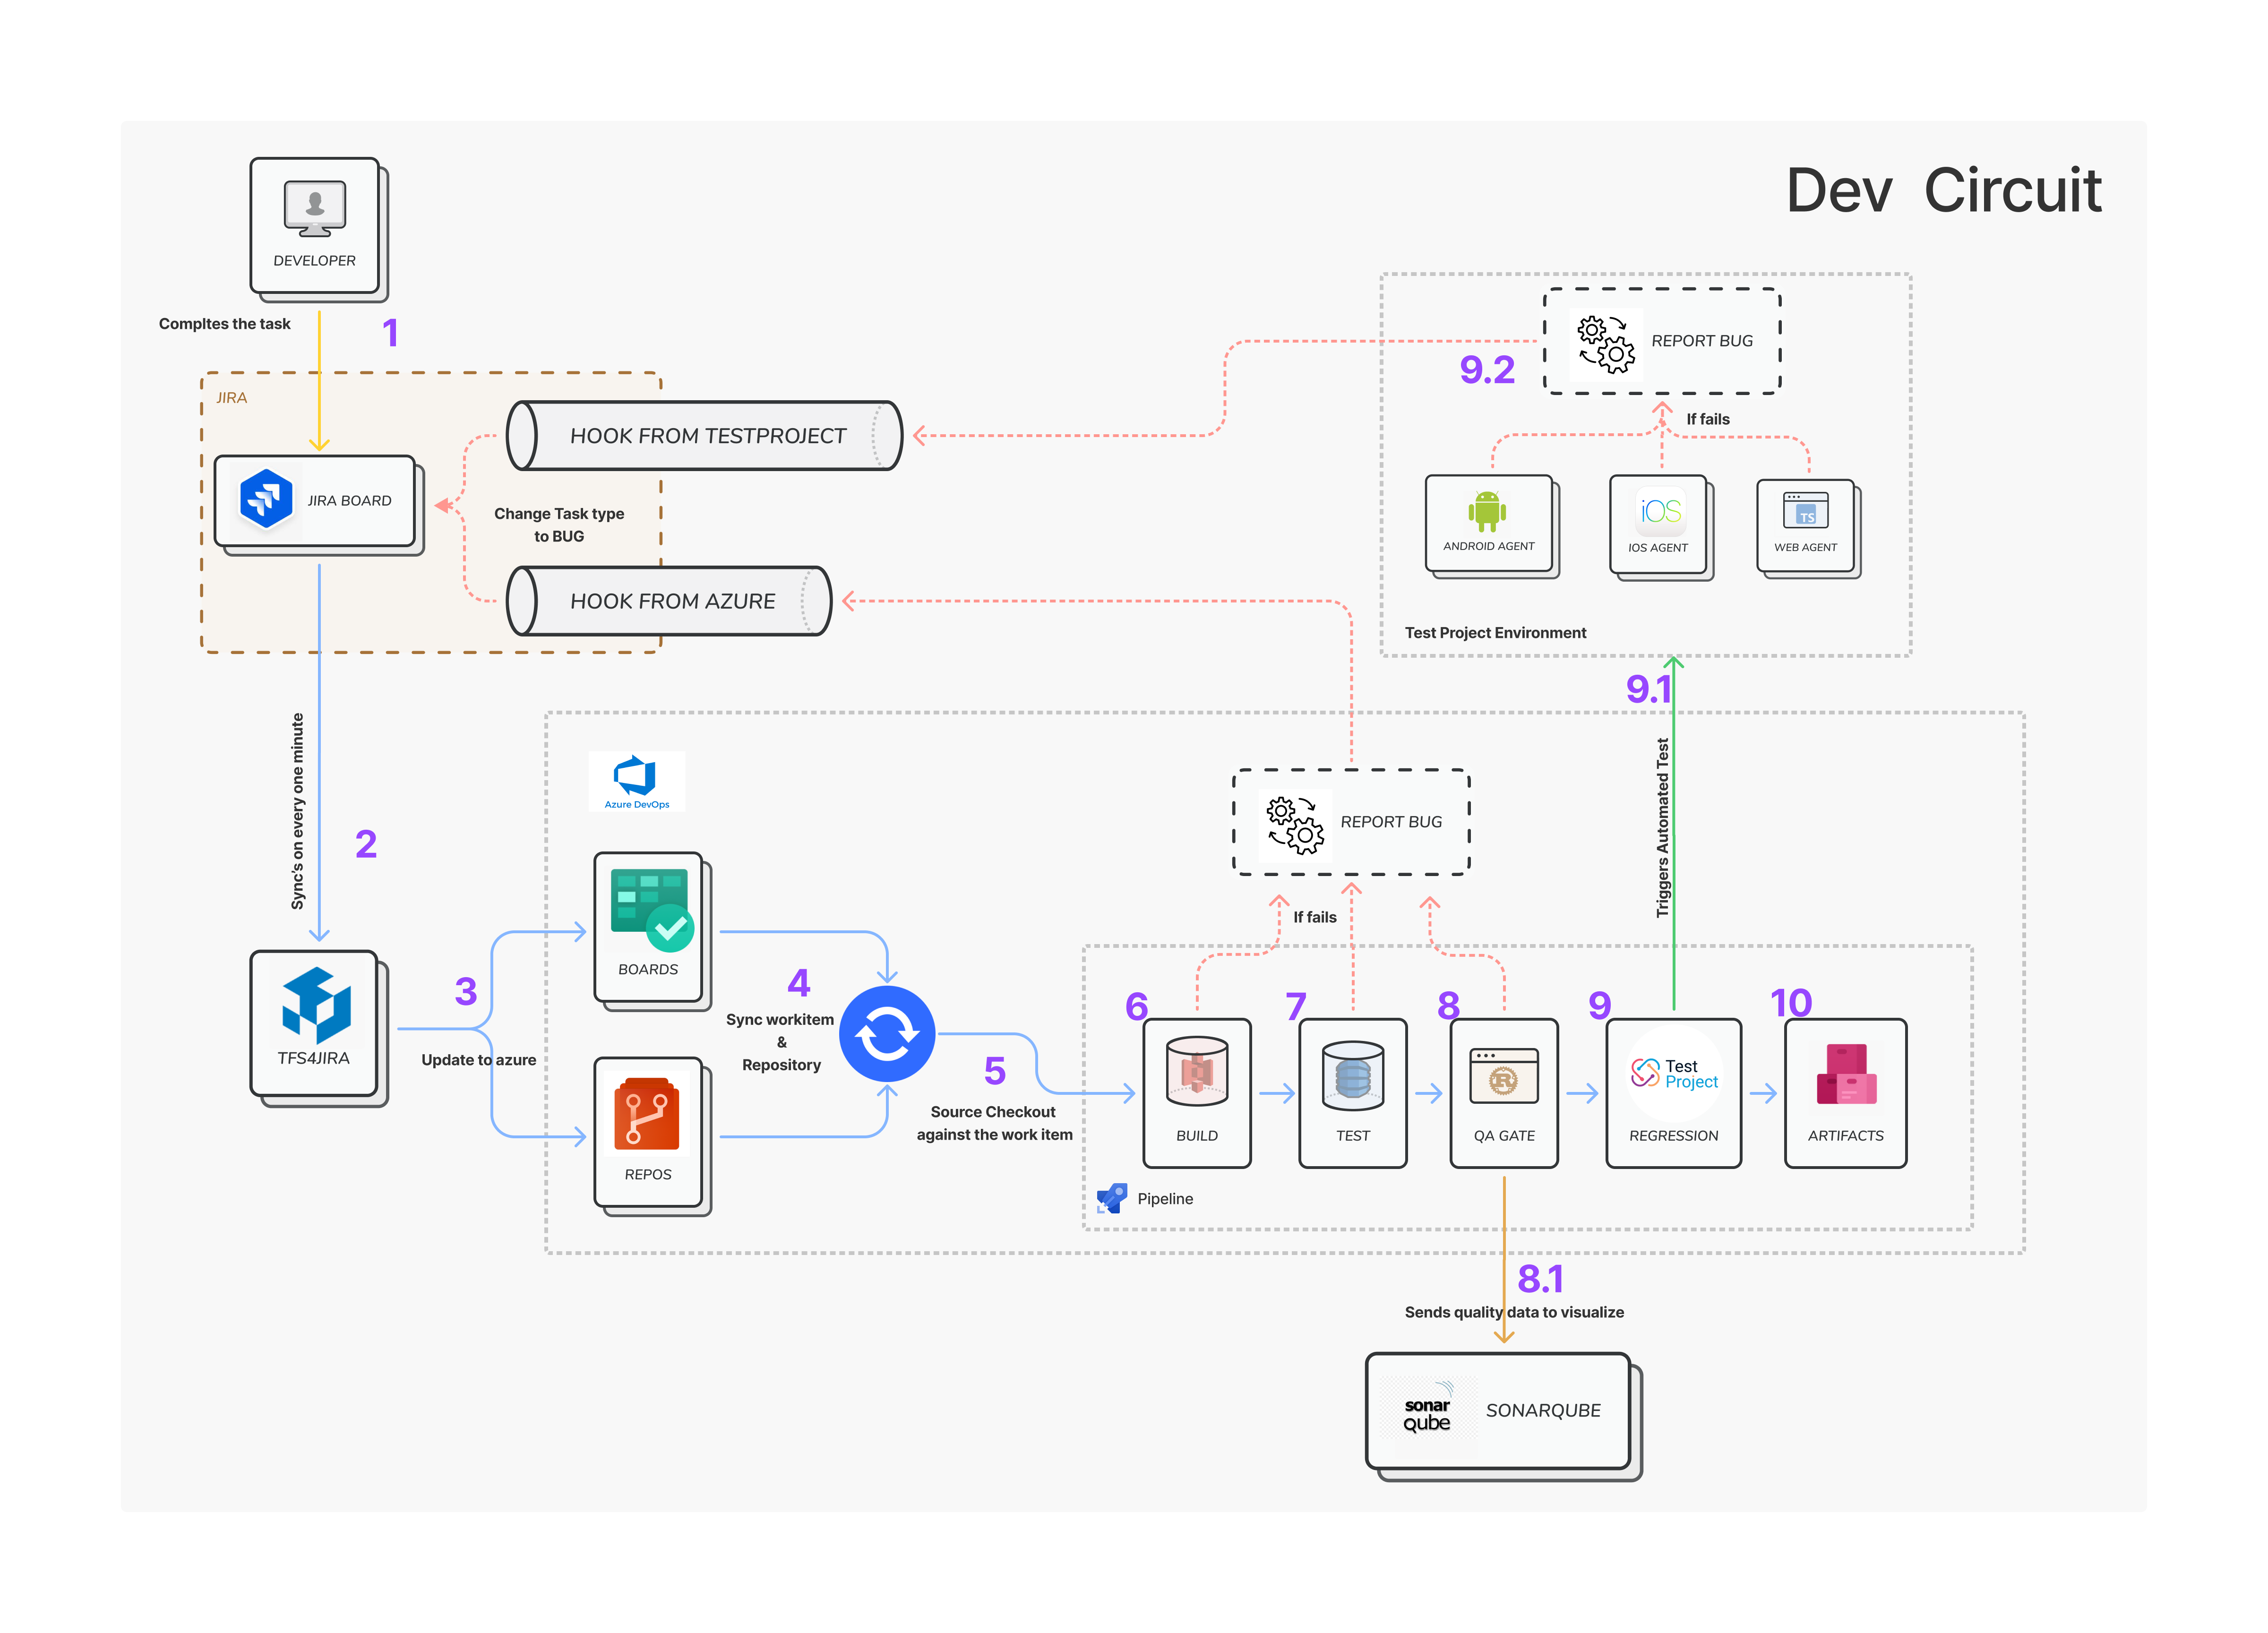 Dev Circuit
DEVELOPER
Compltes the task
1
JIRA
JIRA BOARD
HOOK FROM TESTPROJECT
Change Task type
to BUG
HOOK FROM AZURE
9.2
REPORT BUG
If fails
ANDROID AGENT
iOS
IOS AGENT
TS
WEB AGENT
Test Project Environment
9.1
Triggers Automated Test
Sync's on every one minute
2
TFS4JIRA
3
Update to azure
Azure DevOps
BOARDS
REPOS
4
Sync workitem
&
Repository
5
Source Checkout
against the work item
REPORT BUG
If fails
6
BUILD
7
TEST
8
R
QA GATE
9
Test
Project
REGRESSION
10
ARTIFACTS
Pipeline
8.1
Sends quality data to visualize
sonar
qube
SONARQUBE